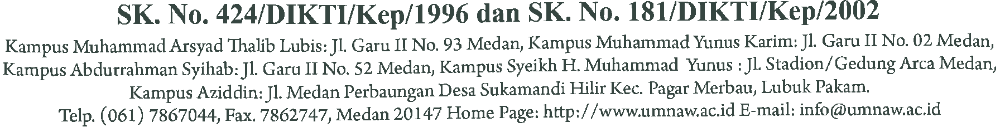 SK. No. 424/DIKTI/Kep/1996 dan SK. No. 181/DIKTI/Kep/2002
Kampus Muhammad Arsyad Thalib Lubis: Jl. Garu II No. 93 Medan, Kampus Muhammad Yunus Karim: Jl. Garu II No. 02 Medan,
Kampus Abdurrahman Syihab: Jl. Garu II No. 52 Medan, Kampus Syeikh H. Muhammad Yunus : Jl. Stadion/Gedung Arca Medan,
Kampus Aziddin: Jl. Medan Perbaungan Desa Sukamandi Hilir Kec. Pagar Merbau, Lubuk Pakam.
Telp. (061) 7867044, Fax. 7862747, Medan 20147 Home Page: http://www.umnaw.ac.id E-mail: info@umnaw.ac.id